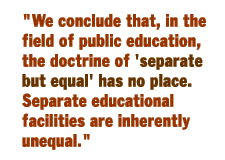 "We conclude that, in the
field of public education,
the doctrine of 'separate
but equal' has no place.
Separate educational
facilities are inherently
unequal."